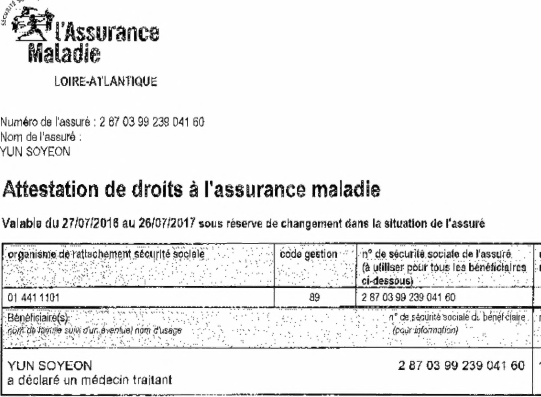 l'Assurance
Maladie
LOIRE-ATLANTIQUE
Numéro de l'assuré : 2 87 03 99 239 041 60
Nom de l'assuré :
YUN SOYEON
Attestation de droits à l'assurance maladie
Valable du 27/07/2016 au 26/07/2017 sous réserve de changement dans la situation de l'assuré
organisme de rattachement sécurité sociale
code gestion
n° de sécurité sociale de l'assuré
(à utiliser pour tous les bénéficiaires
ci-dessous)
01 441 1101
89
2 87 03 99 239 041 60
Bénéficiaire(s)
nom de famille suivi d'un éventuel nom d'usage
n° de sécurité sociale du bénéficiaire
(pour information)
YUN SOYEON
2 87 03 99 239 041 60
a déclaré un médecin traitant